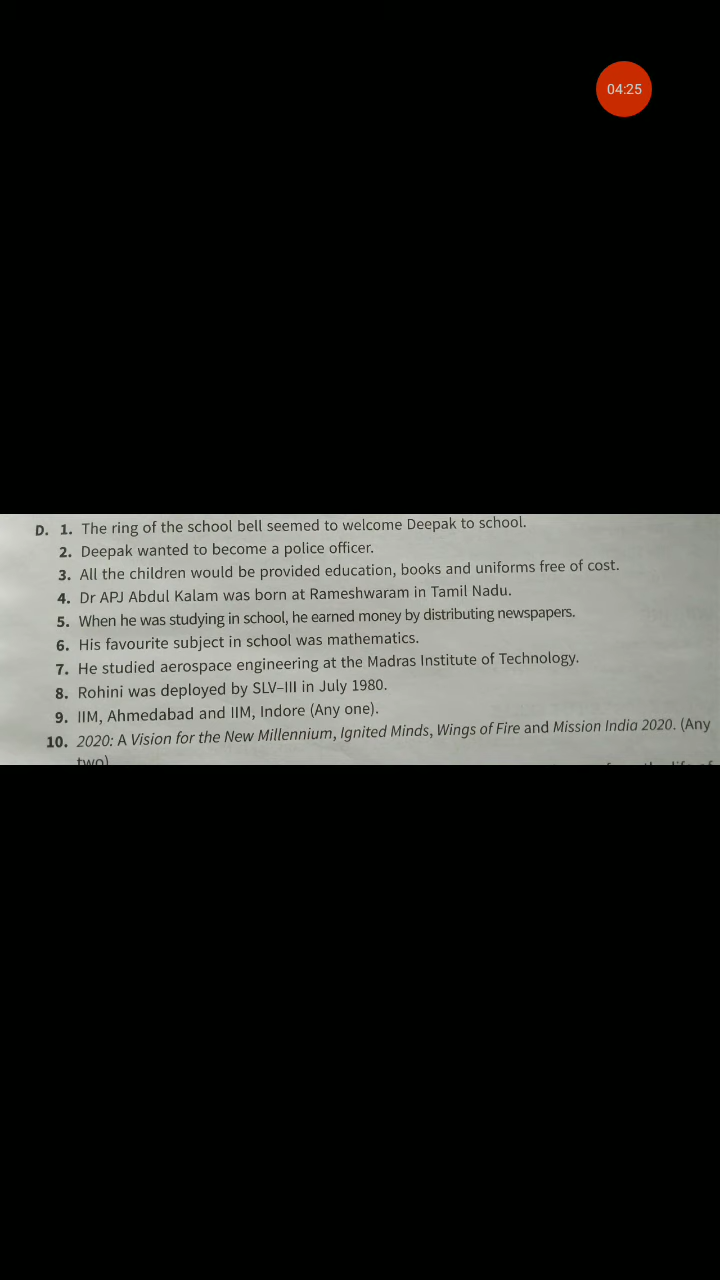 04:25
D. 1. The ring of the school bell seemed to welcome Deepak to school.
2. Deepak wanted to become a police officer.
3. All the children would be provided education, books and uniforms free of cost.
4. Dr APJ Abdul Kalam was born at Rameshwaram in Tamil Nadu.
5. When he was studying in school, he earned money by distributing newspapers.
6. His favourite subject in school was mathematics.
7. He studied aerospace engineering at the Madras Institute of Technology.
8. Rohini was deployed by SLV–III in July 1980.
9. IIM, Ahmedabad and IIM, Indore (Any one).
10. 2020: A Vision for the New Millennium, Ignited Minds, Wings of Fire and Mission India 2020. (Any
two)